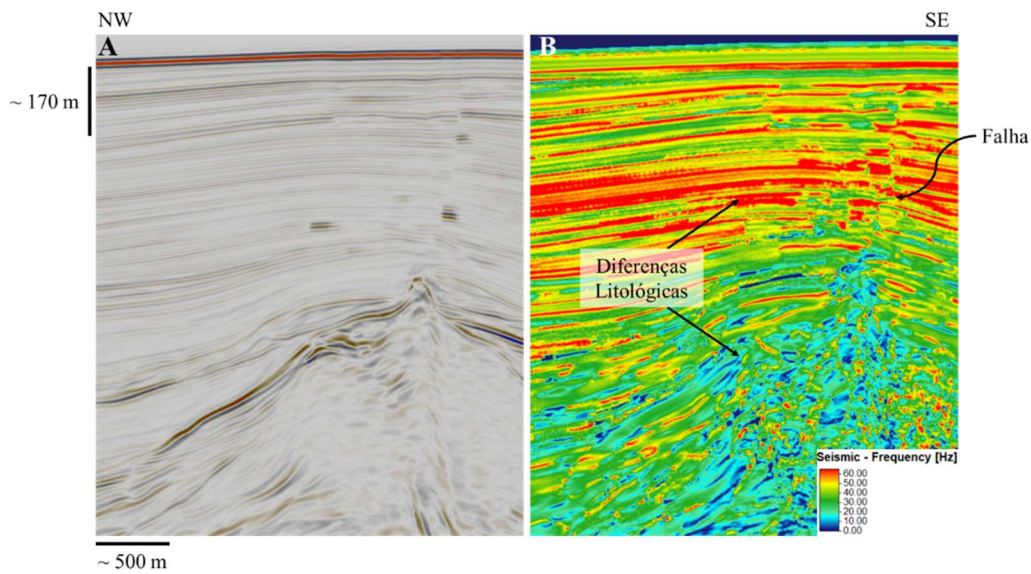 NW
SE
A
B
~ 170 m
Falha
Diferenças
Litológicas
Seismic - Frequency [Hz]
60.00
50.00
40.00
30.00
20.00
10.00
0.00
~ 500 m